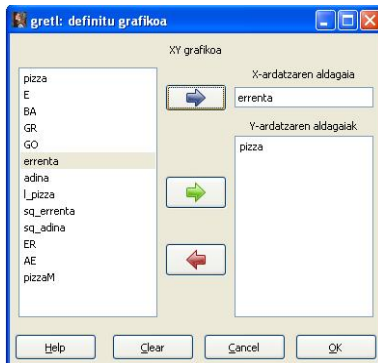 gretl: definitu grafikoa
XY grafikoa
pizza
E
BA
GR
GO
errenta
adina
l_pizza
sq_errenta
sq_adina
ER
AE
pizzaM
X-ardatzaren aldagaia
errenta
Y-ardatzaren aldagaiak
pizza
Help
Clear
Cancel
OK